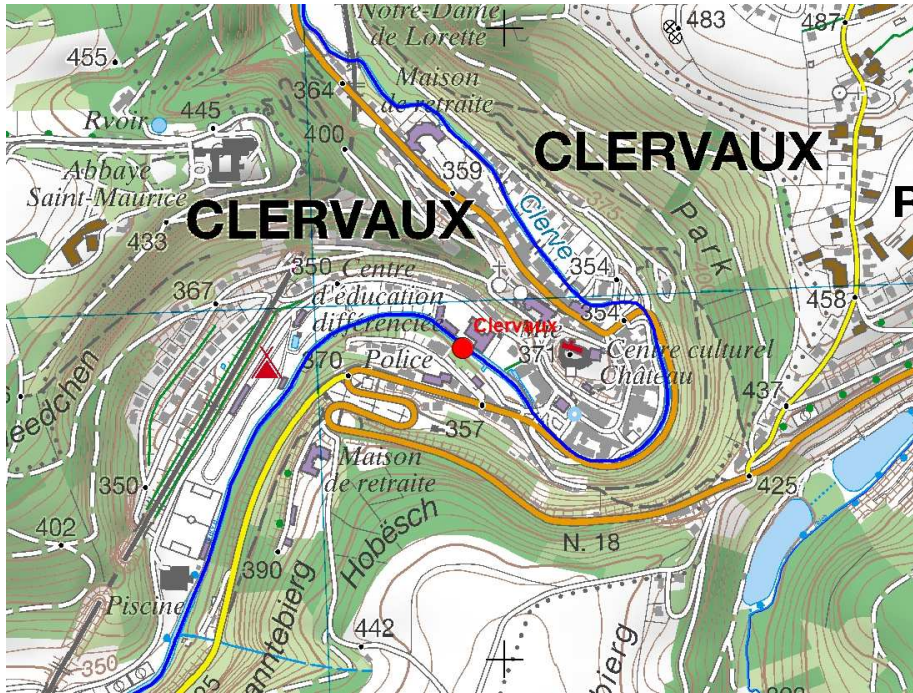 Notre-Dame
de Lorette
483
487
455
364
Maison
de retraite
445
Rvoir
400
CLERVAUX
Abbaye
Saint-Maurice
359
375
CLERVAUX
Clerve
Park
433
400
350
Centre
d'éducation
différenciée
354
367
458
354
Clervaux
371
Centre culturel
Château
370
Police
437
357
350
Maison
de retraite
425
402
Hobësch
N. 18
390
Piscine
442
350